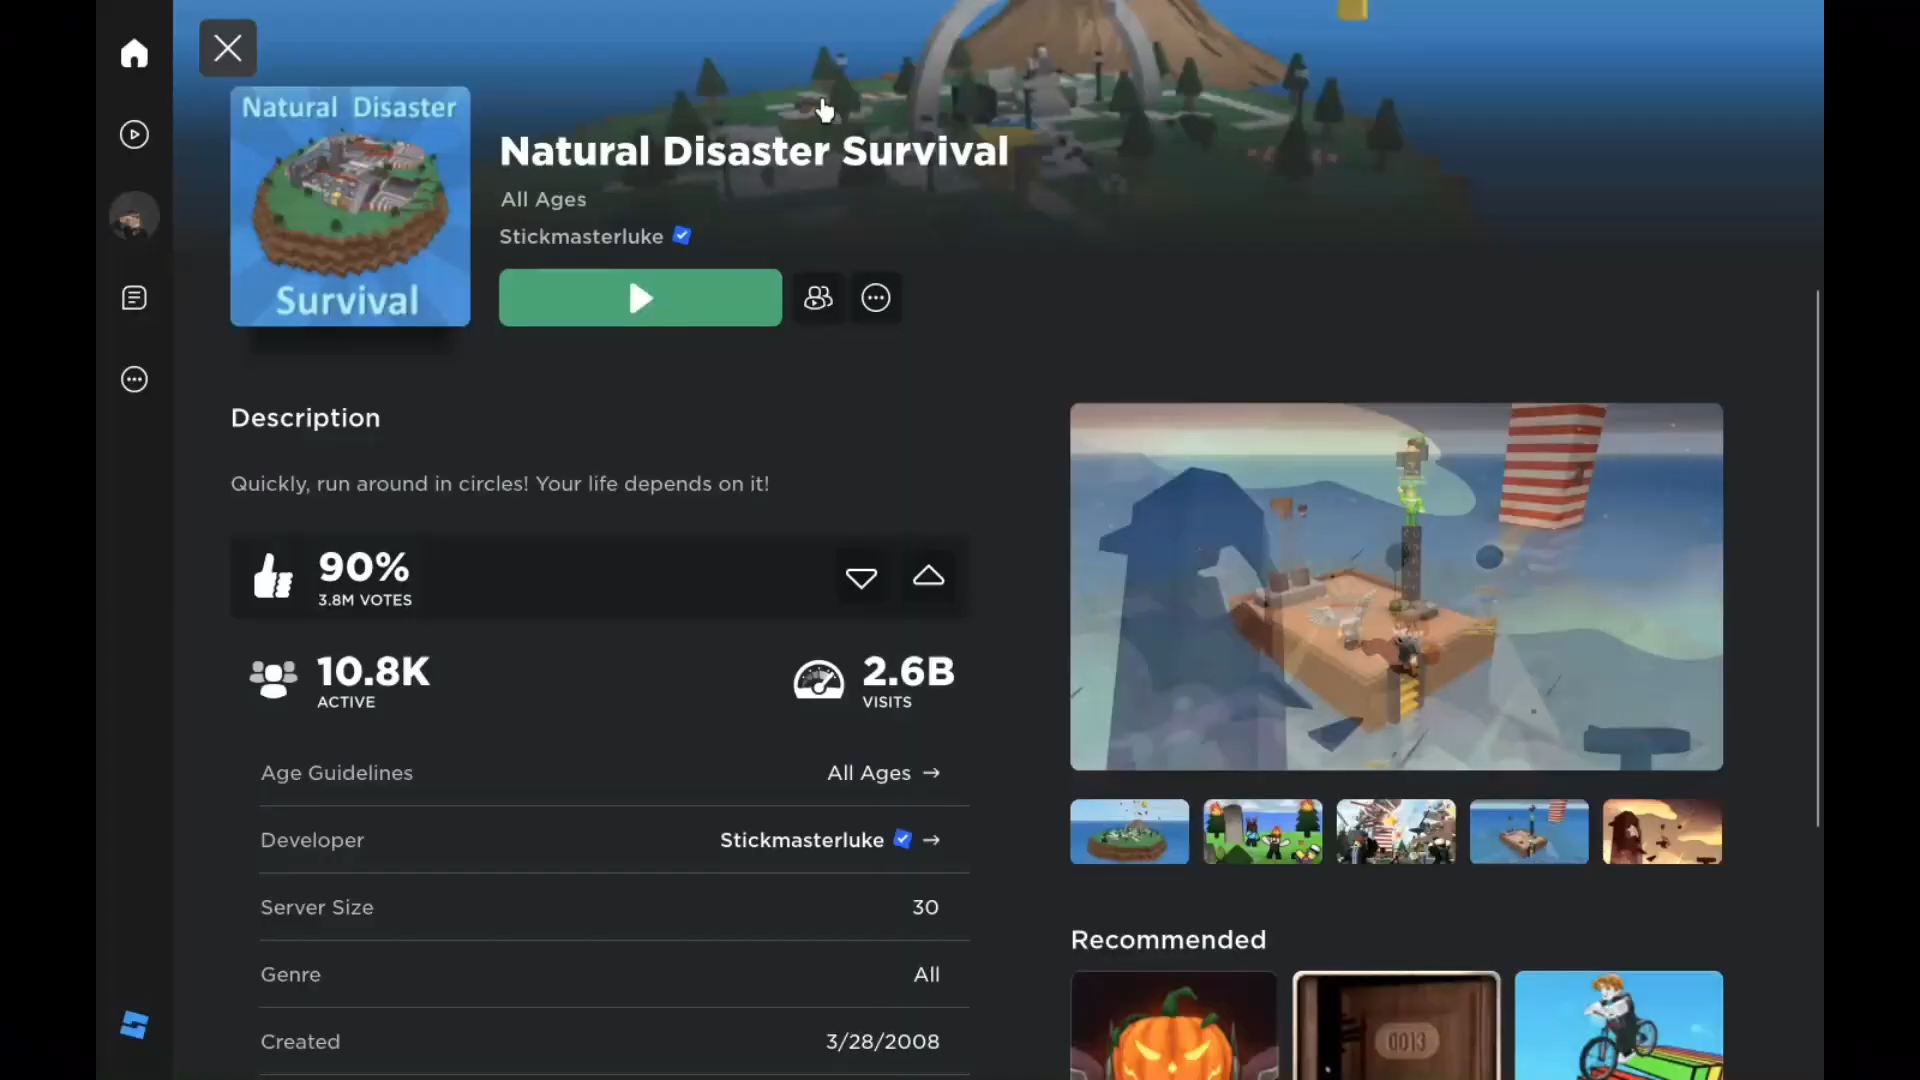 Natural Disaster
Survival
Natural Disaster Survival
All Ages
Stickmasterluke
Description
Quickly, run around in circles! Your life depends on it!
90%
3.8M VOTES
10.8K
ACTIVE
2.6B
VISITS
Age Guidelines
All Ages
Developer
Stickmasterluke
Server Size
30
Genre
All
Created
3/28/2008
Recommended
0013